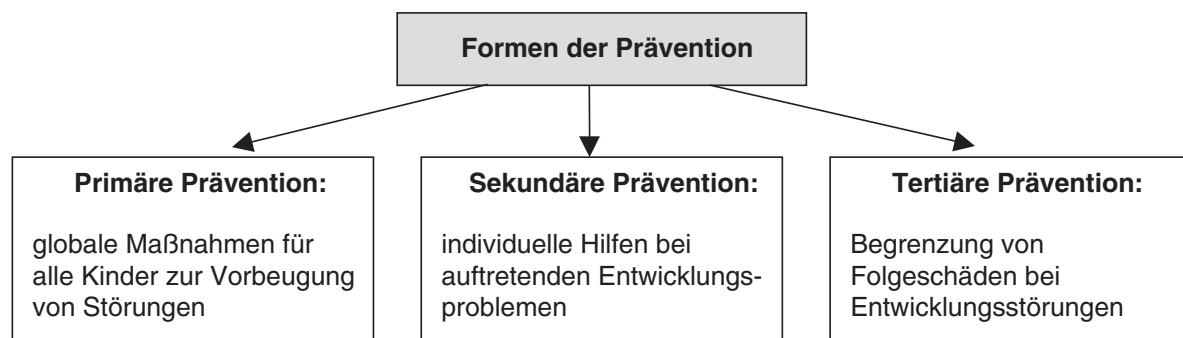 Formen der Prävention
Primäre Prävention:
globale Maßnahmen für
alle Kinder zur Vorbeugung
von Störungen
Sekundäre Prävention:
individuelle Hilfen bei
auftretenden Entwicklungs-
problemen
Tertiäre Prävention:
Begrenzung von
Folgeschäden bei
Entwicklungsstörungen